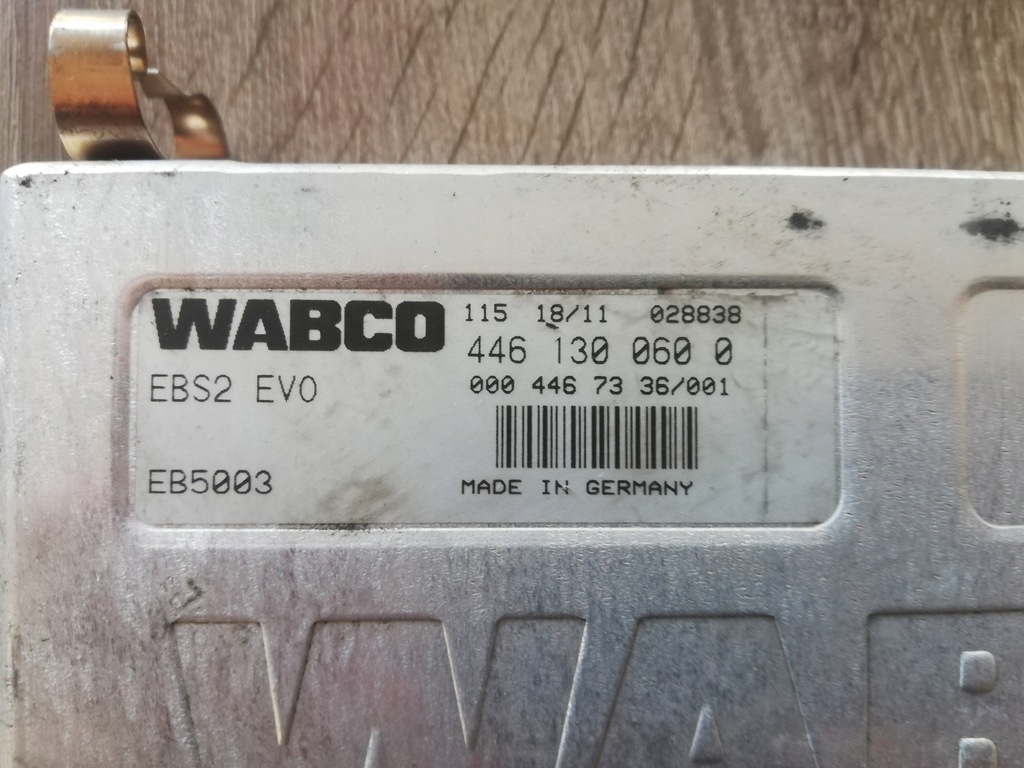 WABCO
115 18/11 028838
446 130 060 0
EBS2 EVO
000 446 73 36/001
EB5003
MADE IN GERMANY
WA